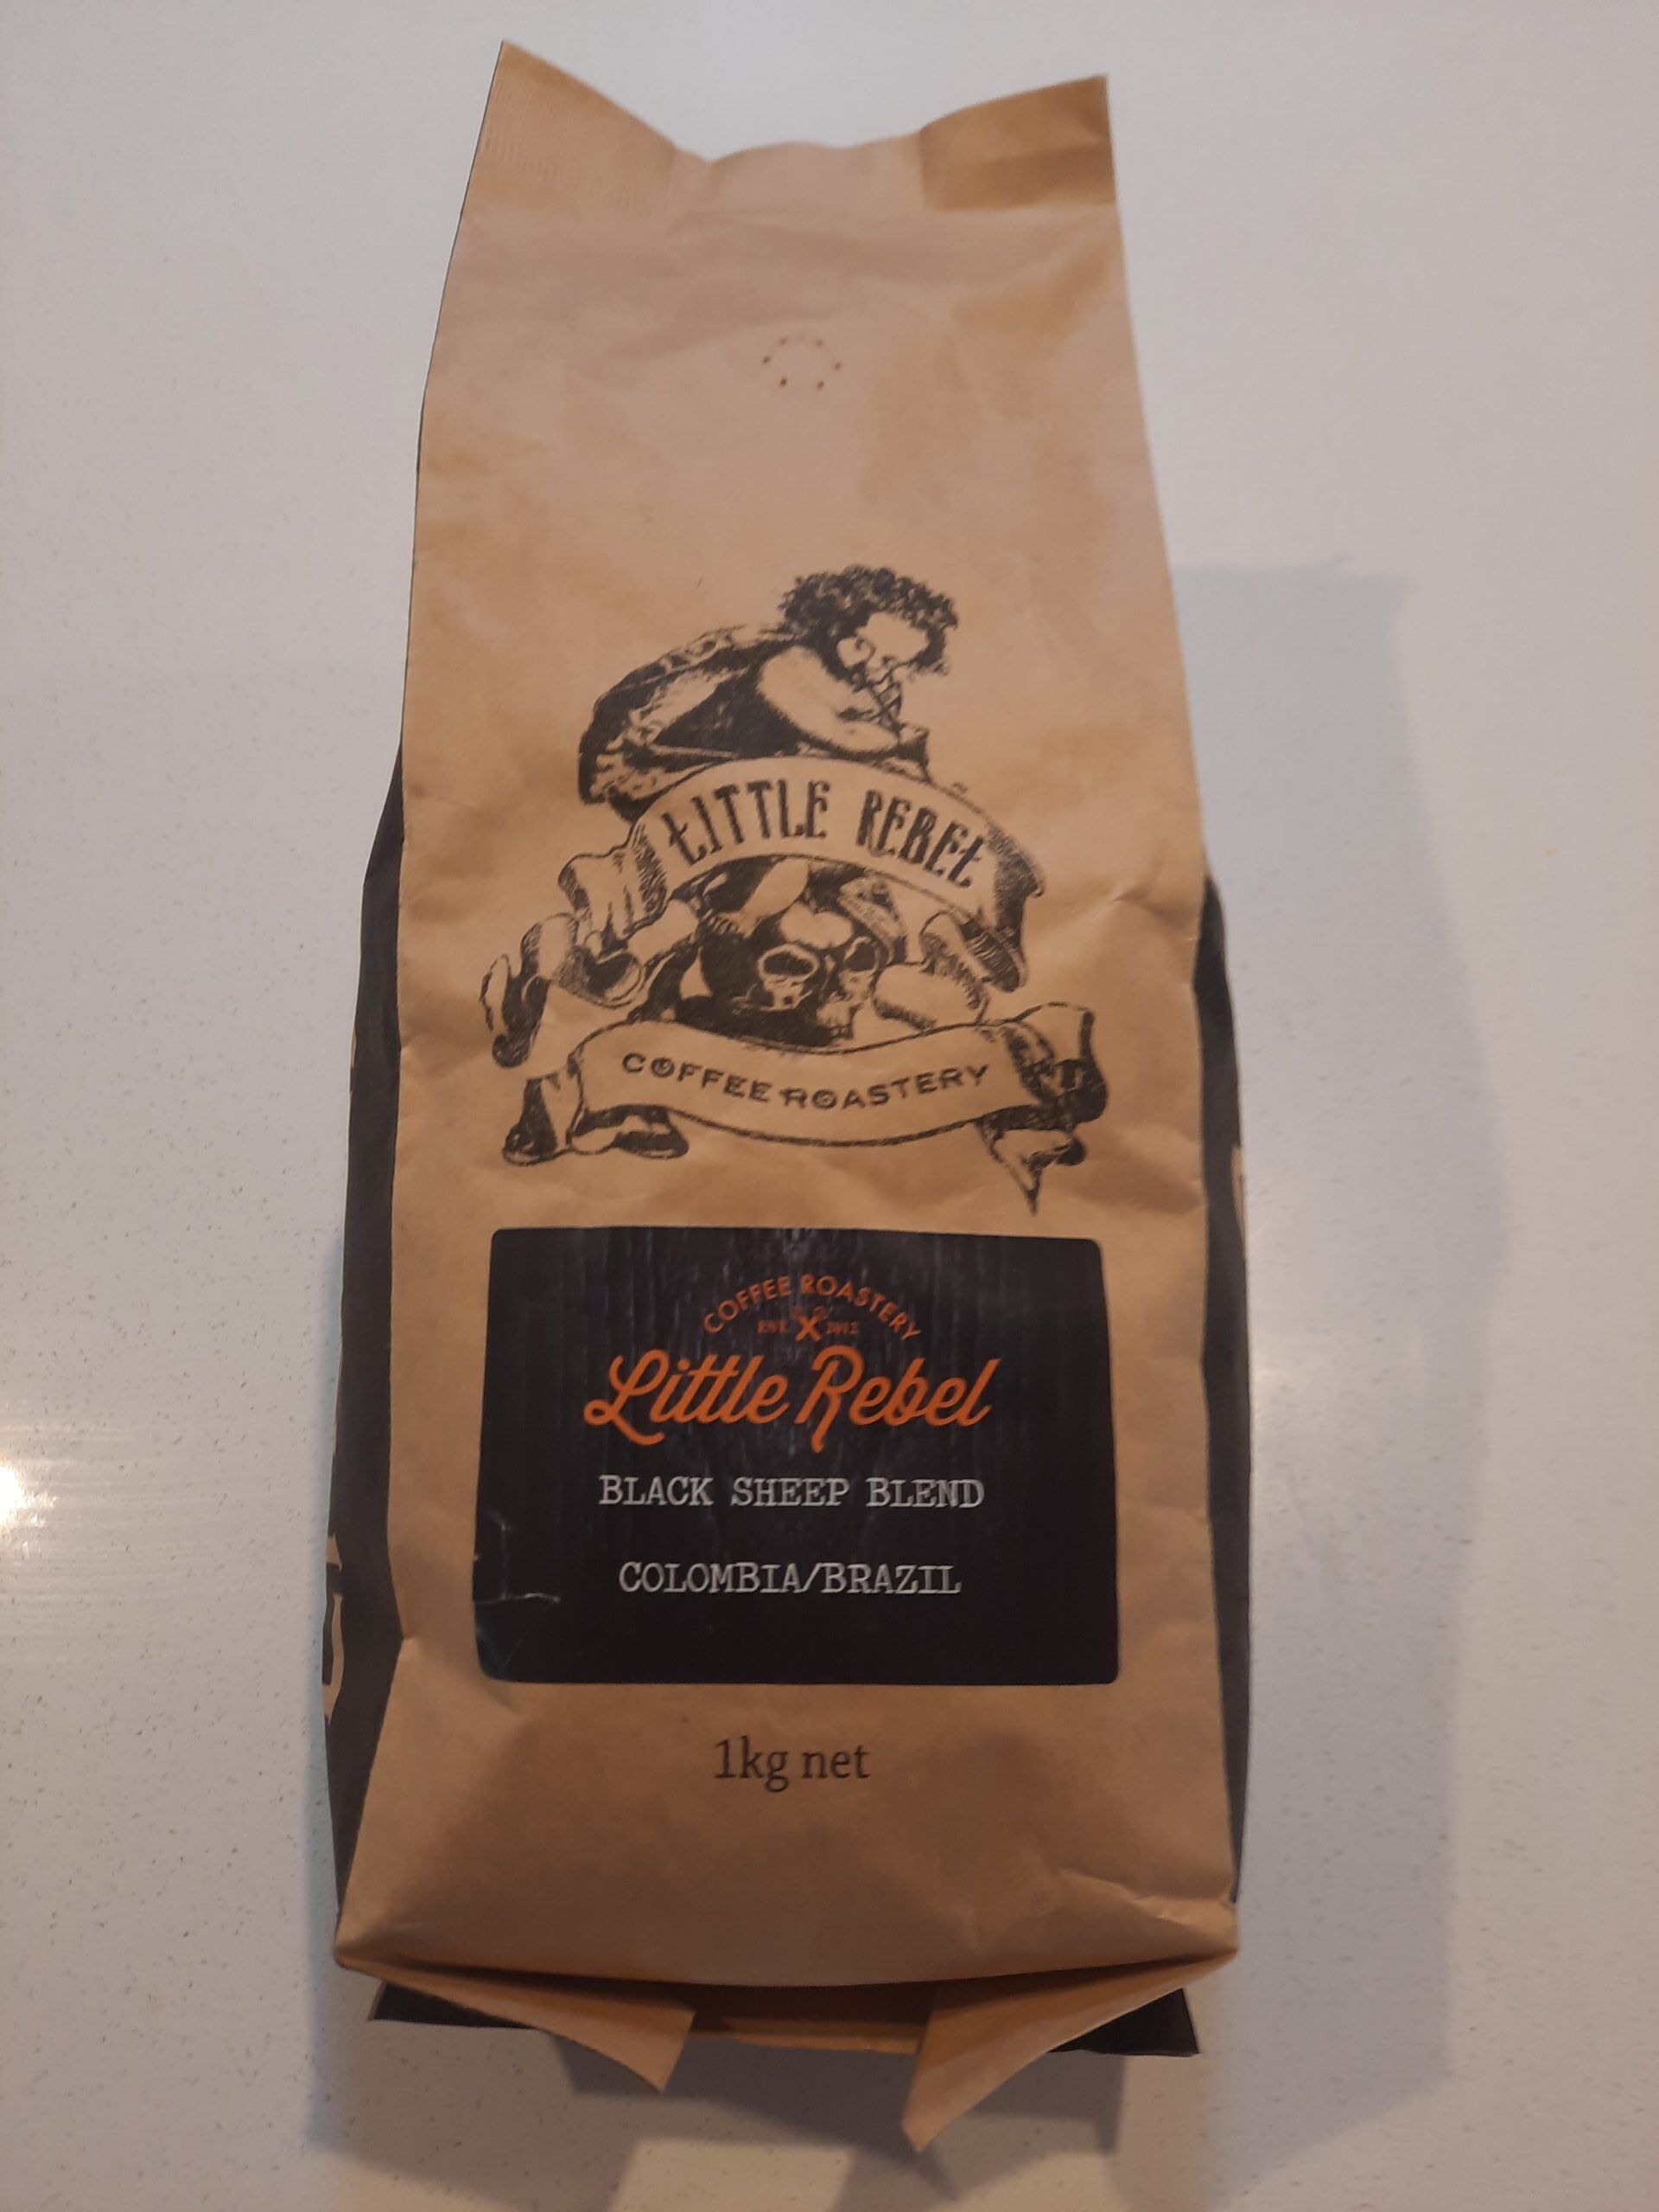 LITTLE REBEL
COFFEE ROASTERY
COFFEE ROASTERY
EST. X 2012
Little Rebel
BLACK SHEEP BLEND
COLOMBIA/BRAZIL
1kg net